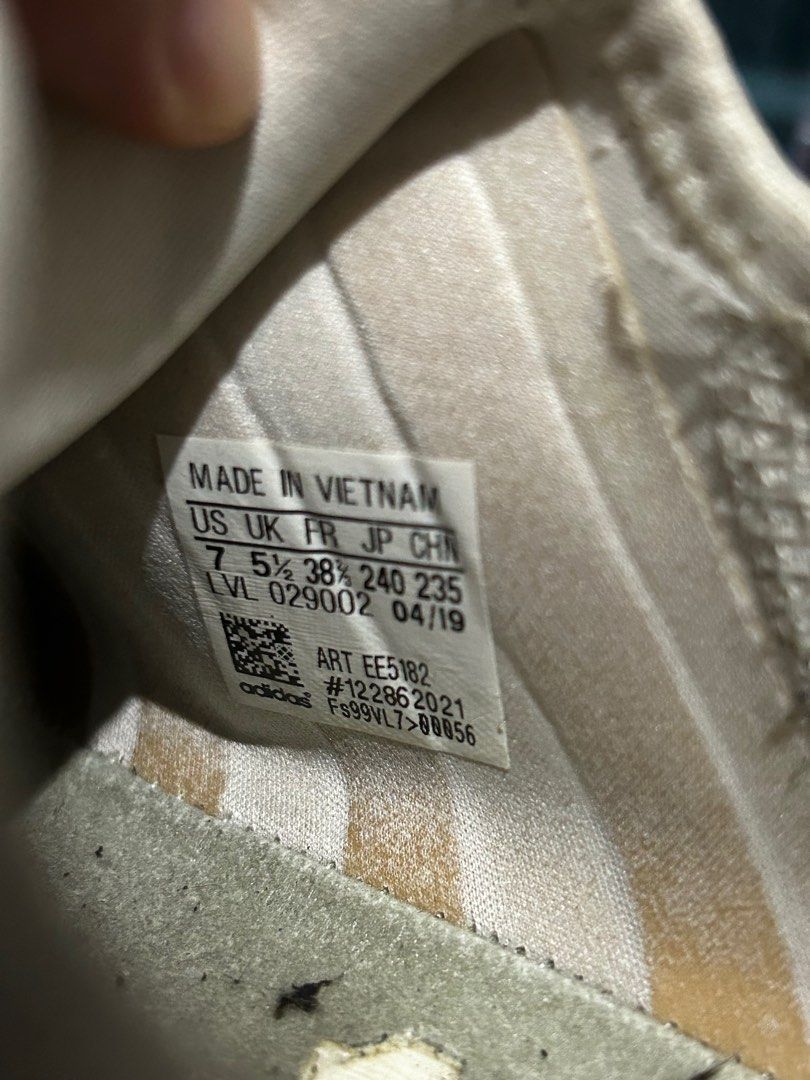 MADE IN VIETNAM
US UK FR JP CHN
7 5½ 38⅔ 240 235
LVL 029002 04/19
ART EE5182
#122862021
adidas
Fs99VL7>00056